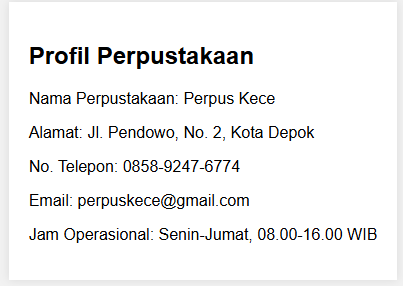 Profil Perpustakaan
Nama Perpustakaan: Perpus Kece
Alamat: Jl. Pendowo, No. 2, Kota Depok
No. Telepon: 0858-9247-6774
Email: perpuskece@gmail.com
Jam Operasional: Senin-Jumat, 08.00-16.00 WIB